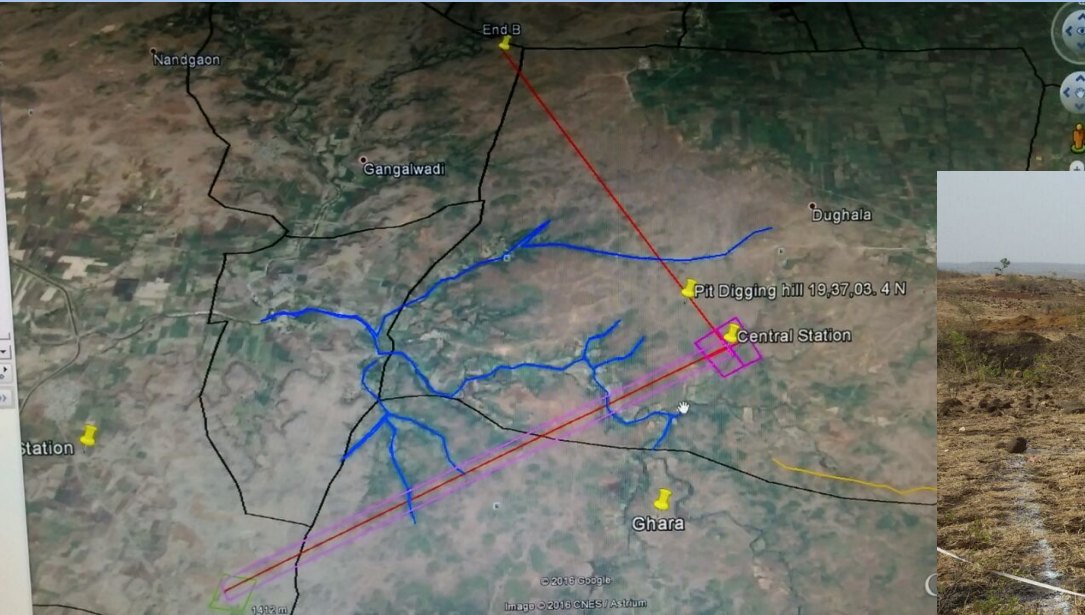 End B
Nandgaon
Gangalwadi
Dughala
Pit Digging hill 19,37,03. 4 N
Central Station
Station
Ghara
© 2016 Google
Image © 2016 CNES / Astrium
1412 m